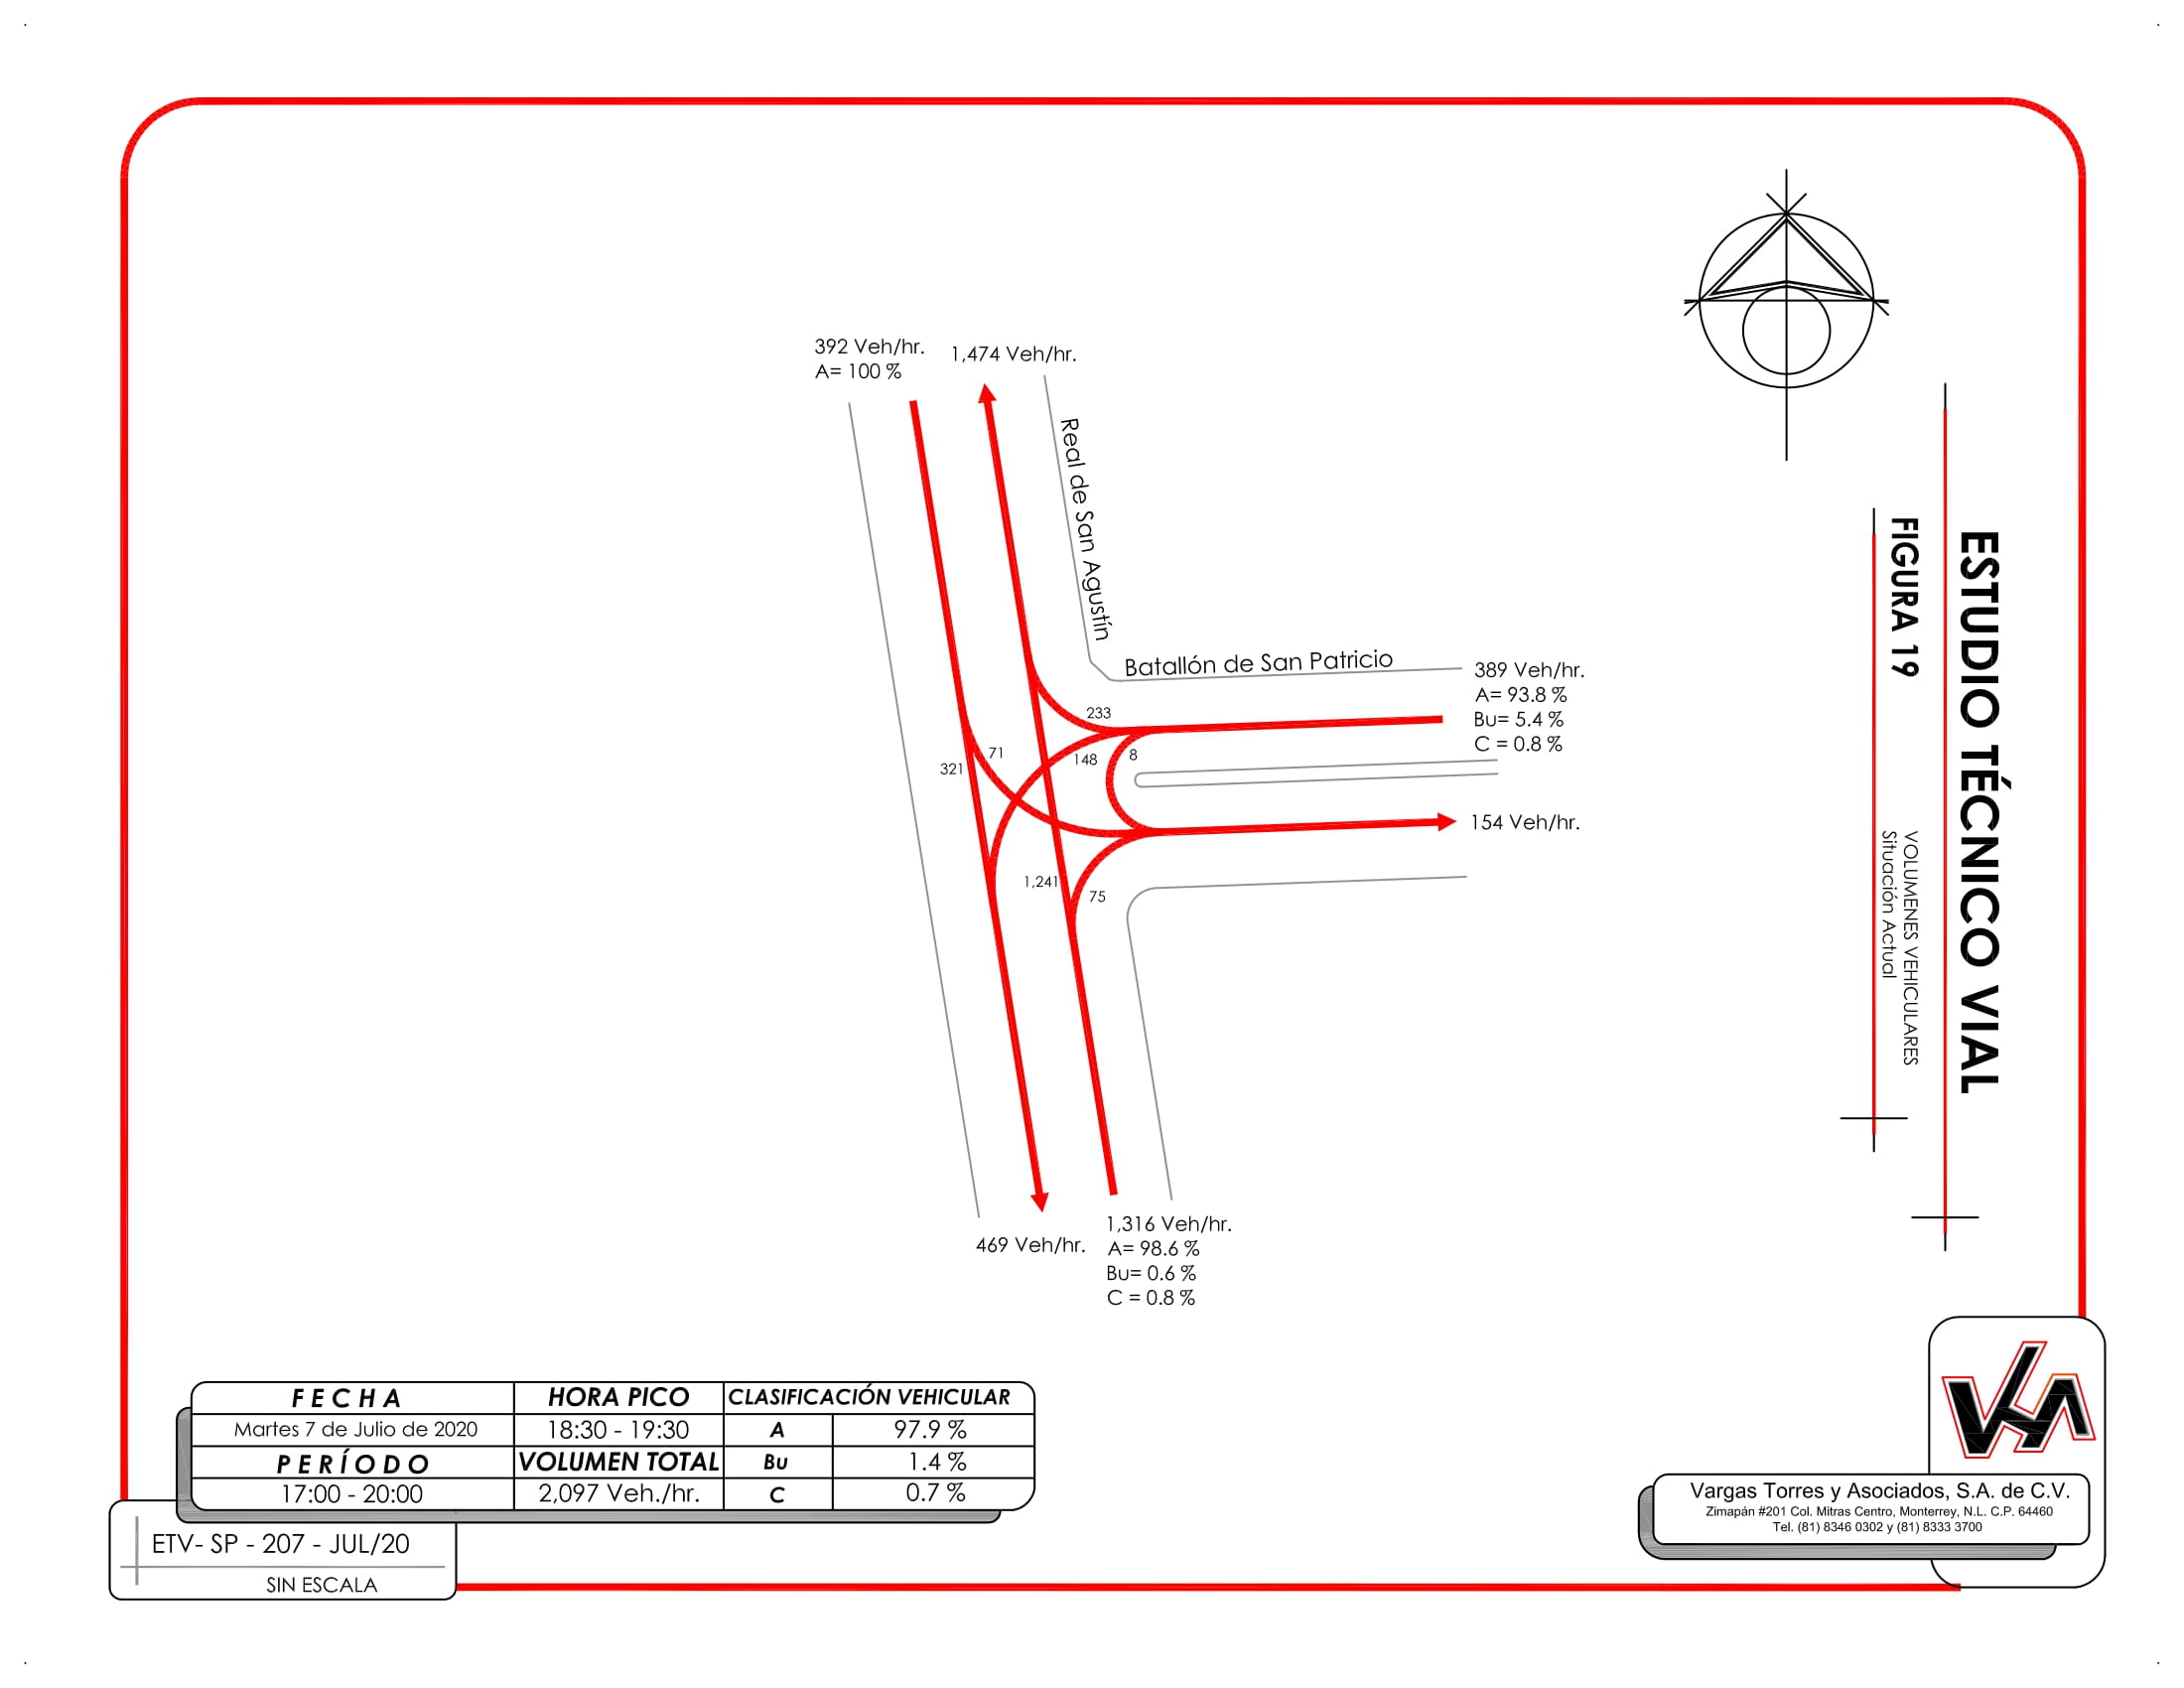 392 Veh/hr.
A= 100 %
1,474 Veh/hr.
Real de San Agustín
Batallón de San Patricio
389 Veh/hr.
A= 93.8 %
Bu= 5.4 %
C = 0.8 %
233
71
321
148
8
154 Veh/hr.
1,241
75
469 Veh/hr.
1,316 Veh/hr.
A= 98.6 %
Bu= 0.6 %
C = 0.8 %
ESTUDIO TÉCNICO VIAL
FIGURA 19
VOLUMENES VEHICULARES
Situación Actual
FECHA HORA PICO CLASIFICACIÓN VEHICULAR
Martes 7 de Julio de 2020 18:30 - 19:30 A 97.9 %
PERÍODO VOLUMEN TOTAL Bu 1.4 %
17:00 - 20:00 2,097 Veh./hr. C 0.7 %
ETV- SP - 207 - JUL/20
SIN ESCALA
Vargas Torres y Asociados, S.A. de C.V.
Zimapán #201 Col. Mitras Centro, Monterrey, N.L. C.P. 64460
Tel. (81) 8346 0302 y (81) 8333 3700